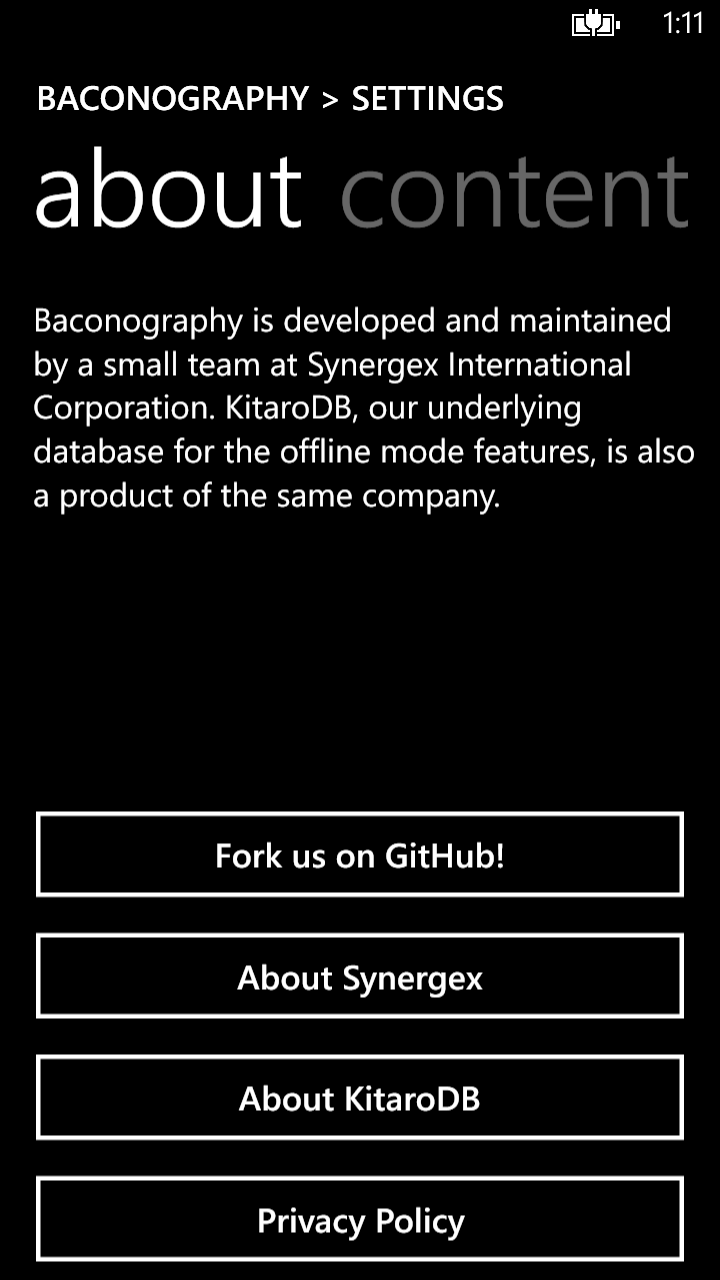 1:11
BACONOGRAPHY > SETTINGS
about content
Baconography is developed and maintained
by a small team at Synergex International
Corporation. KitaroDB, our underlying
database for the offline mode features, is also
a product of the same company.
Fork us on GitHub!
About Synergex
About KitaroDB
Privacy Policy